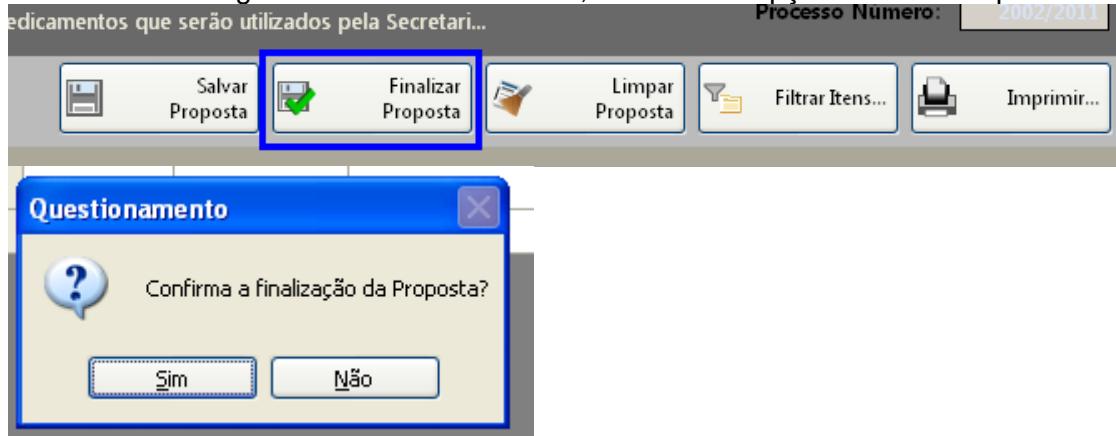 edicamentos que serão utilizados pela Secretari...
Processo Número: 2002/2011
Salvar
Proposta
Finalizar
Proposta
Limpar
Proposta
Filtrar Itens...
Imprimir...
Questionamento
Confirma a finalização da Proposta?
Sim
Não